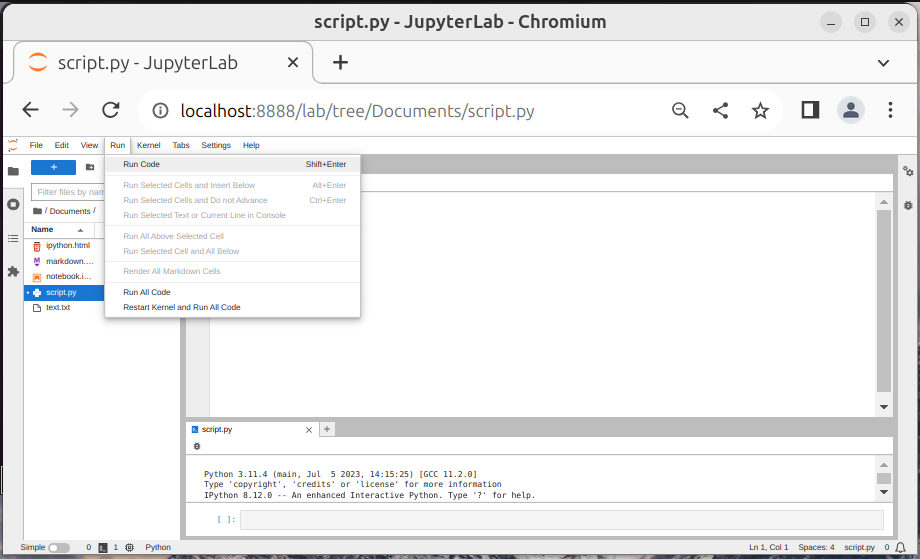 script.py - JupyterLab - Chromium
script.py - JupyterLab
localhost:8888/lab/tree/Documents/script.py
File Edit View Run Kernel Tabs Settings Help
Run Code Shift+Enter
Run Selected Cells and Insert Below Alt+Enter
Run Selected Cells and Do not Advance Ctrl+Enter
Run Selected Text or Current Line in Console
Run All Above Selected Cell
Run Selected Cell and All Below
Render All Markdown Cells
Run All Code
Restart Kernel and Run All Code
Filter files by nam
/ Documents /
Name
ipython.html
markdown....
notebook.i...
script.py
text.txt
script.py
Python 3.11.4 (main, Jul  5 2023, 14:15:25) [GCC 11.2.0]
Type 'copyright', 'credits' or 'license' for more information
IPython 8.12.0 -- An enhanced Interactive Python. Type '?' for help.
[ ]:
Simple 0 1 Python Ln 1, Col 1 Spaces: 4 script.py 0